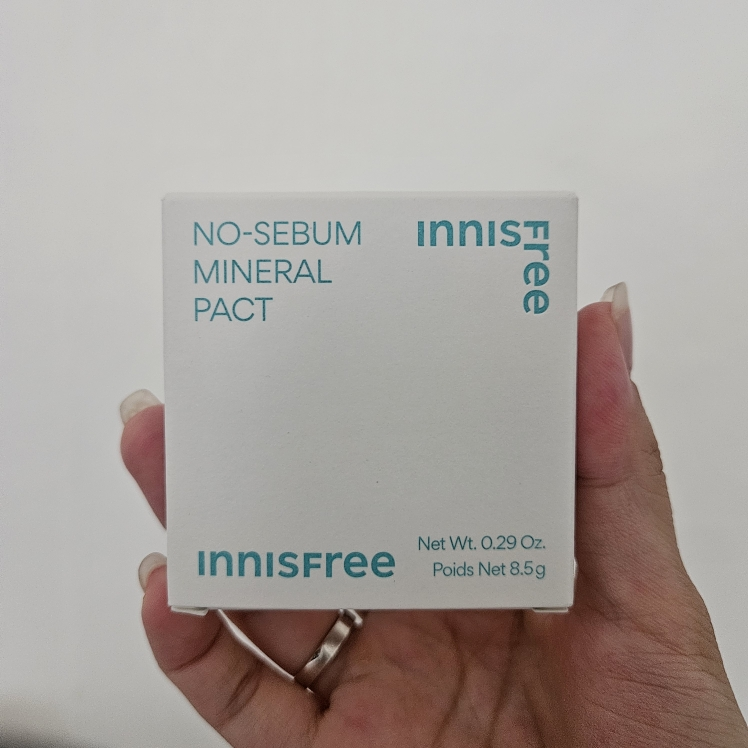 NO-SEBUM
MINERAL
PACT
innisfree
innisfree
Net Wt. 0.29 Oz.
Poids Net 8.5g